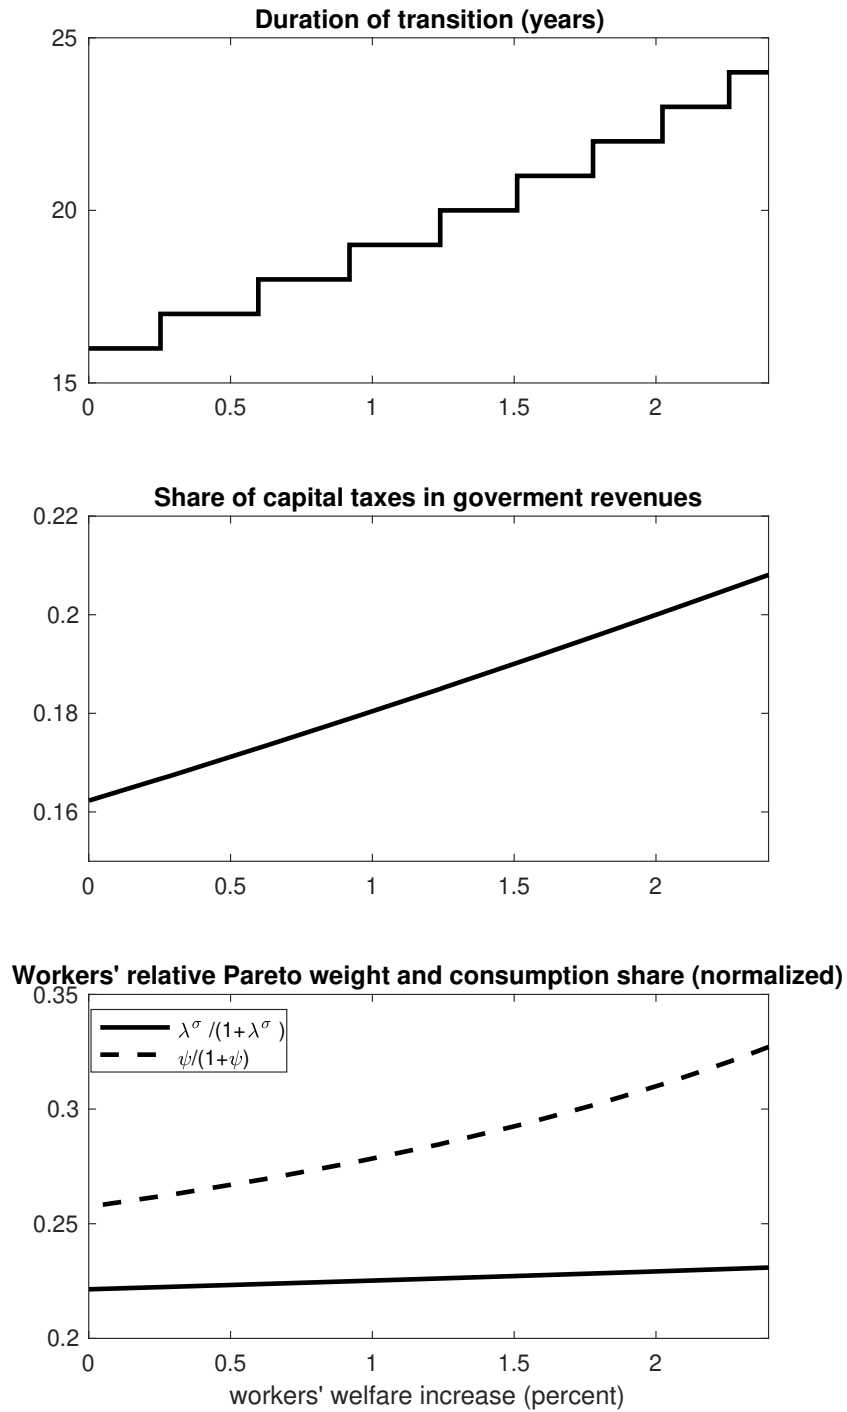 Duration of transition (years)
25
20
15
0 0.5 1 1.5 2
Share of capital taxes in goverment revenues
0.22
0.2
0.18
0.16
0 0.5 1 1.5 2
Workers' relative Pareto weight and consumption share (normalized)
0.35
λ^σ /(1+λ^σ )
ψ/(1+ψ)
0.3
0.25
0.2
0 0.5 1 1.5 2
workers' welfare increase (percent)